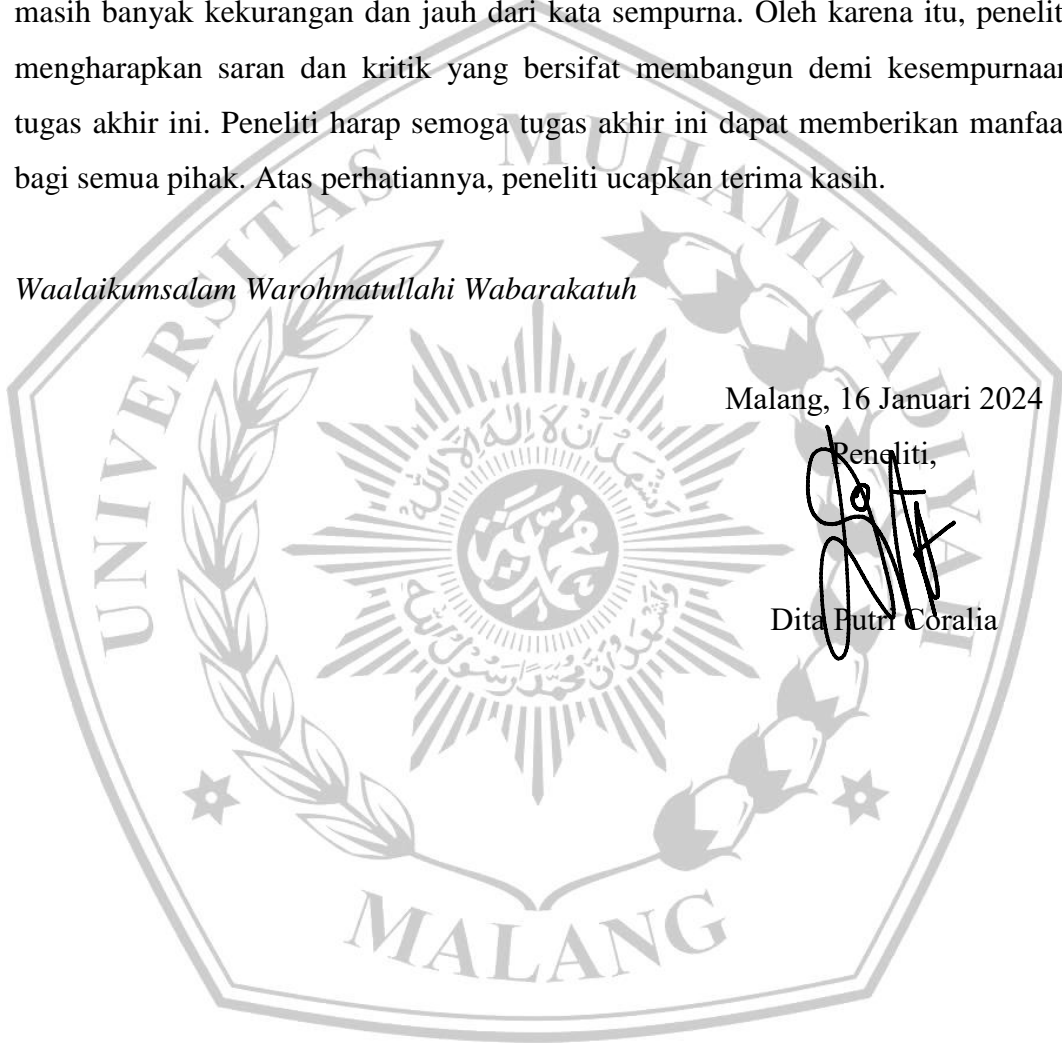 masih banyak kekurangan dan jauh dari kata sempurna. Oleh karena itu, penelit
mengharapkan saran dan kritik yang bersifat membangun demi kesempurnaan
tugas akhir ini. Peneliti harap semoga tugas akhir ini dapat memberikan manfaa
bagi semua pihak. Atas perhatiannya, peneliti ucapkan terima kasih.
Waalaikumsalam Warohmatullahi Wabarakatuh
Malang, 16 Januari 2024
Peneliti,
Dita Putri Coralia
UNIVERSITAS MUHAMMADIYAH
MALANG